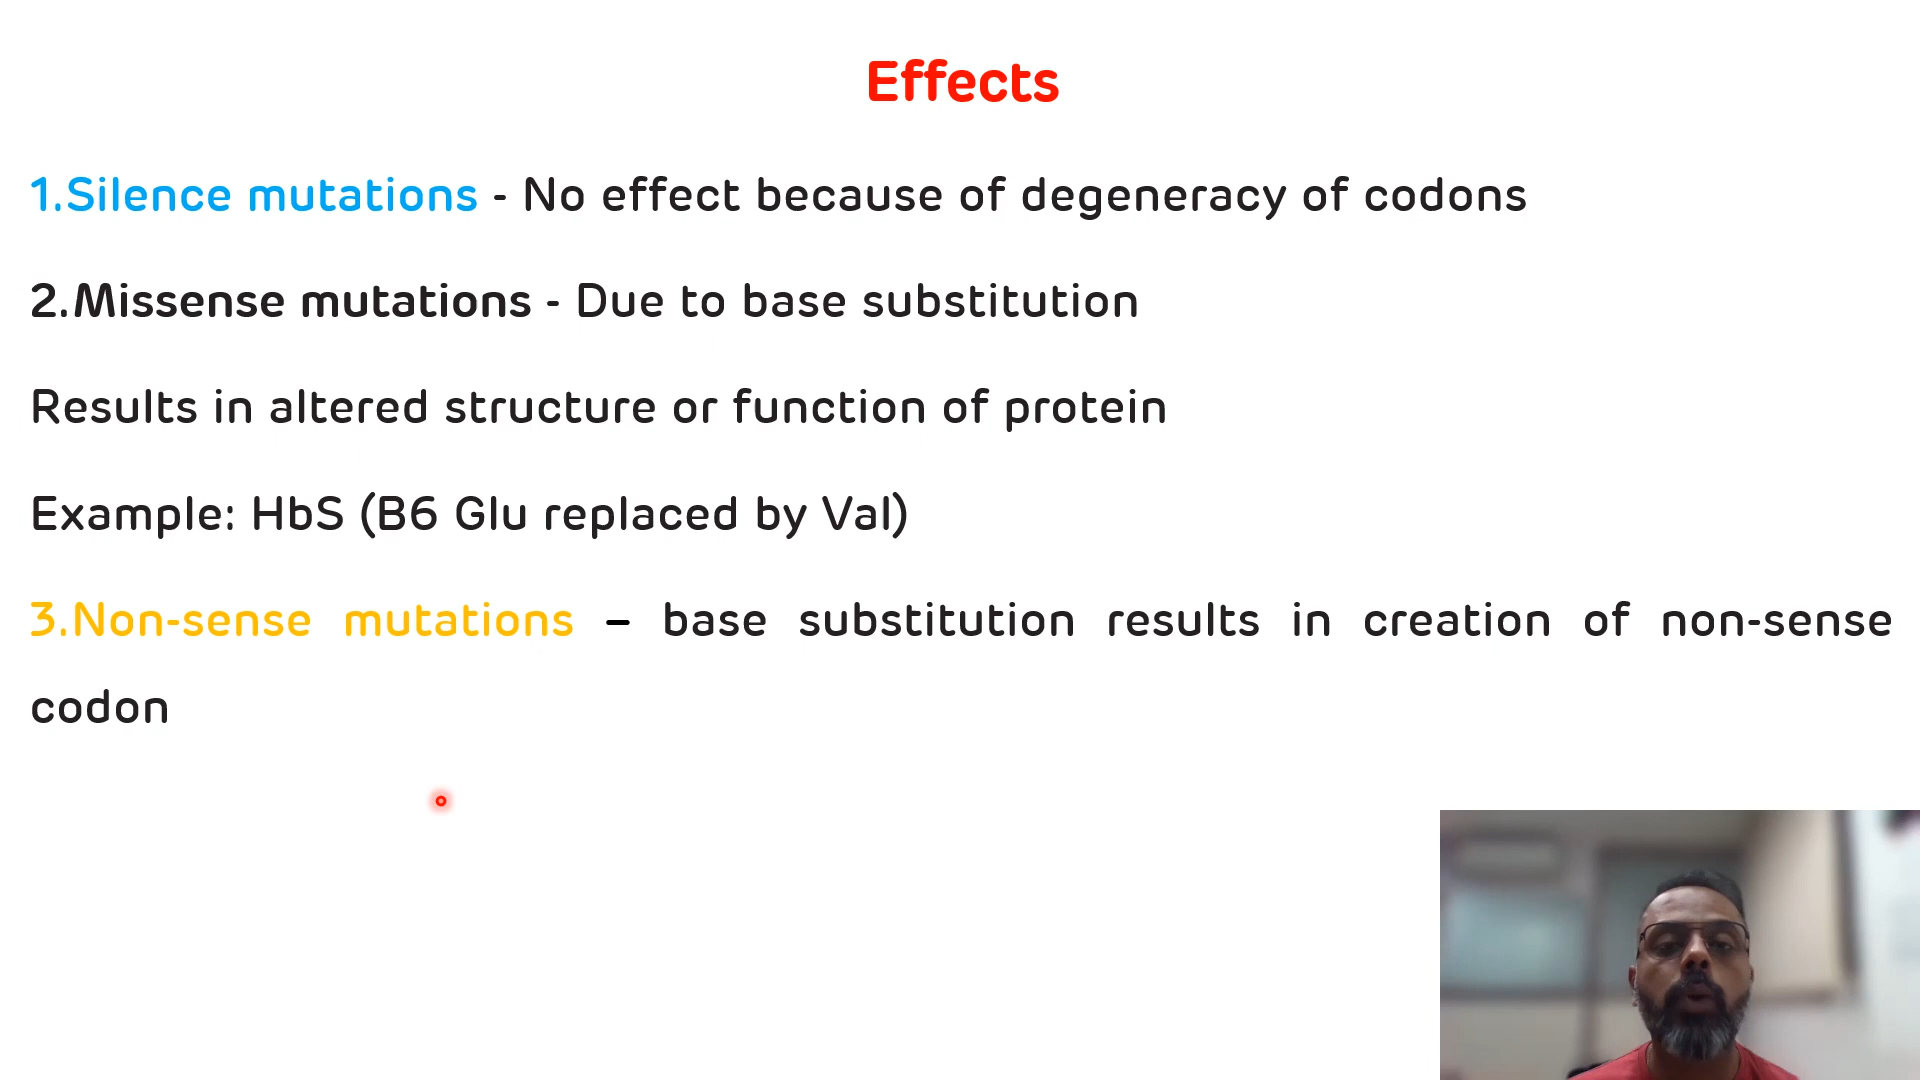 Effects
1.Silence mutations - No effect because of degeneracy of codons
2.Missense mutations - Due to base substitution
Results in altered structure or function of protein
Example: HbS (B6 Glu replaced by Val)
3.Non-sense mutations – base substitution results in creation of non-sense
codon